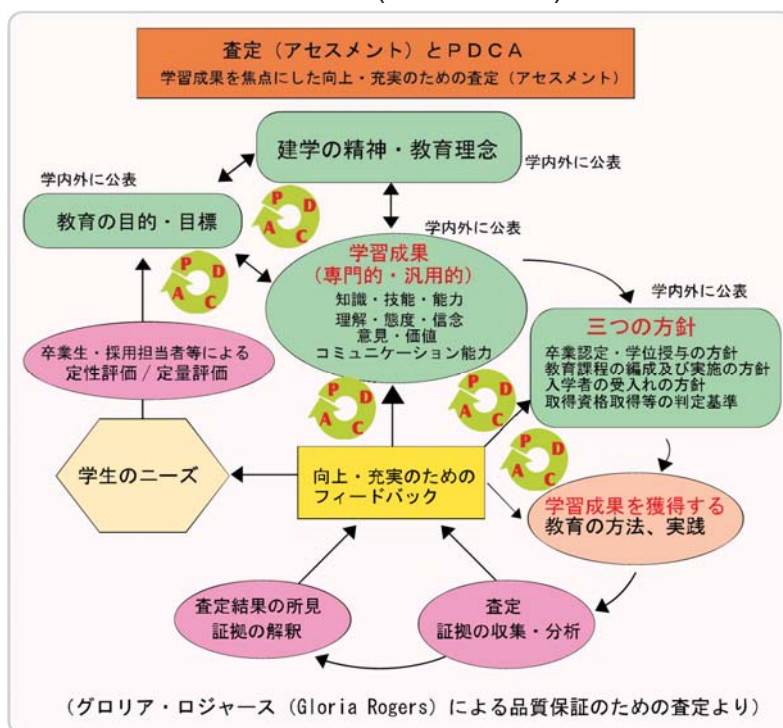 査定（アセスメント）とＰＤＣＡ
学習成果を焦点にした向上・充実のための査定（アセスメント）
建学の精神・教育理念
学内外に公表
学内外に公表
教育の目的・目標
P
D
C
A
P
D
C
A
学内外に公表
学習成果
（専門的・汎用的）
知識・技能・能力
理解・態度・信念
意見・価値
コミュニケーション能力
学内外に公表
三つの方針
卒業認定・学位授与の方針
教育課程の編成及び実施の方針
入学者の受入れの方針
取得資格取得等の判定基準
卒業生・採用担当者等による
定性評価 / 定量評価
P
D
C
A
P
D
C
A
P
D
C
A
学生のニーズ
向上・充実のための
フィードバック
学習成果を獲得する
教育の方法、実践
査定結果の所見
証拠の解釈
査定
証拠の収集・分析
（グロリア・ロジャース（Gloria Rogers）による品質保証のための査定より）